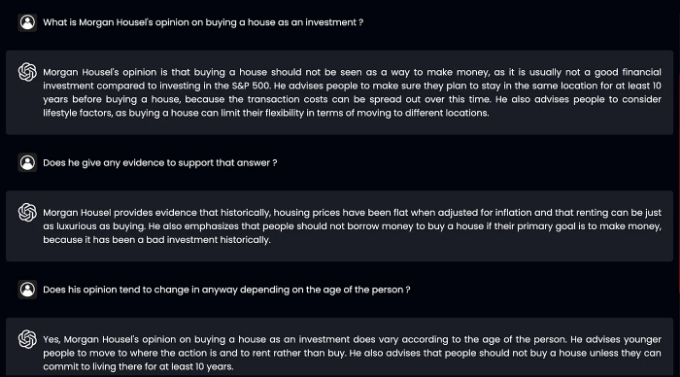 What is Morgan Housel's opinion on buying a house as an investment ?
Morgan Housel's opinion is that buying a house should not be seen as a way to make money, as it is usually not a good financial
investment compared to investing in the S&P 500. He advises people to make sure they plan to stay in the same location for at least 10
years before buying a house, because the transaction costs can be spread out over this time. He also advises people to consider
lifestyle factors, as buying a house can limit their flexibility in terms of moving to different locations.
Does he give any evidence to support that answer ?
Morgan Housel provides evidence that historically, housing prices have been flat when adjusted for inflation and that renting can be just
as luxurious as buying. He also emphasizes that people should not borrow money to buy a house if their primary goal is to make money,
because it has been a bad investment historically.
Does his opinion tend to change in anyway depending on the age of the person ?
Yes, Morgan Housel's opinion on buying a house as an investment does vary according to the age of the person. He advises younger
people to move to where the action is and to rent rather than buy. He also advises that people should not buy a house unless they can
commit to living there for at least 10 years.